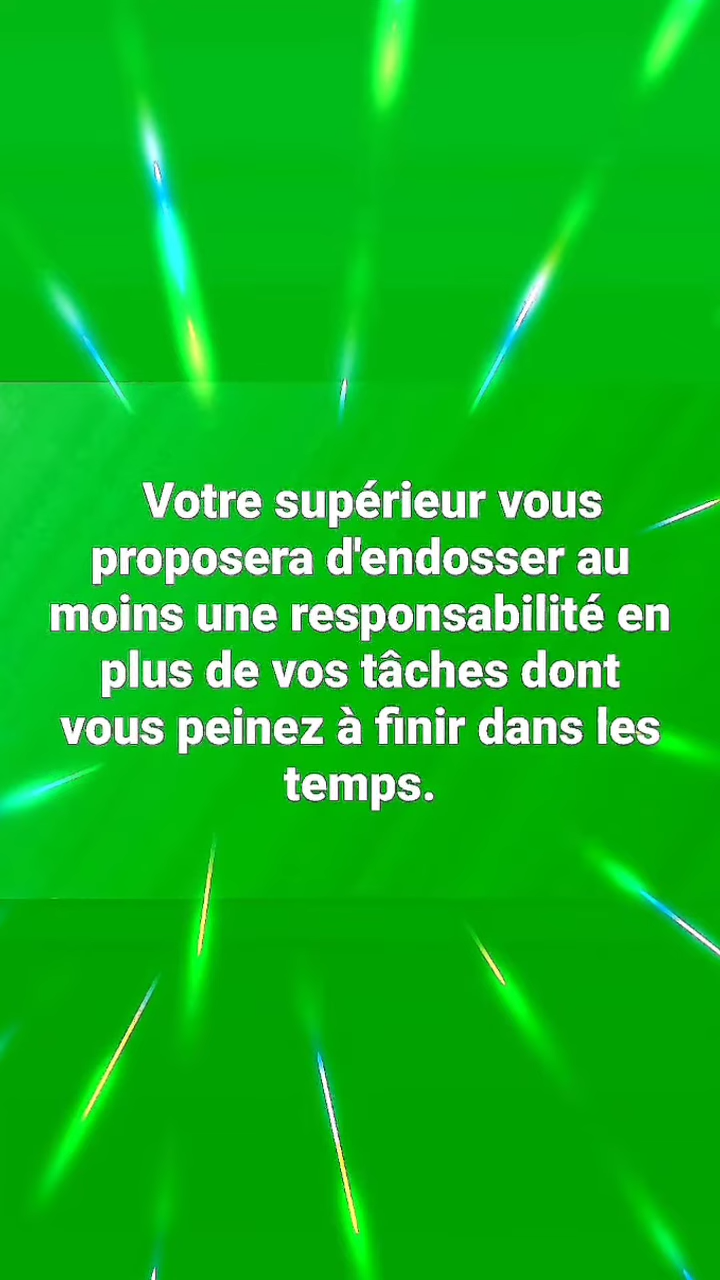 Votre supérieur vous
proposera d'endosser au
moins une responsabilité en
plus de vos tâches dont
vous peinez à finir dans les
temps.